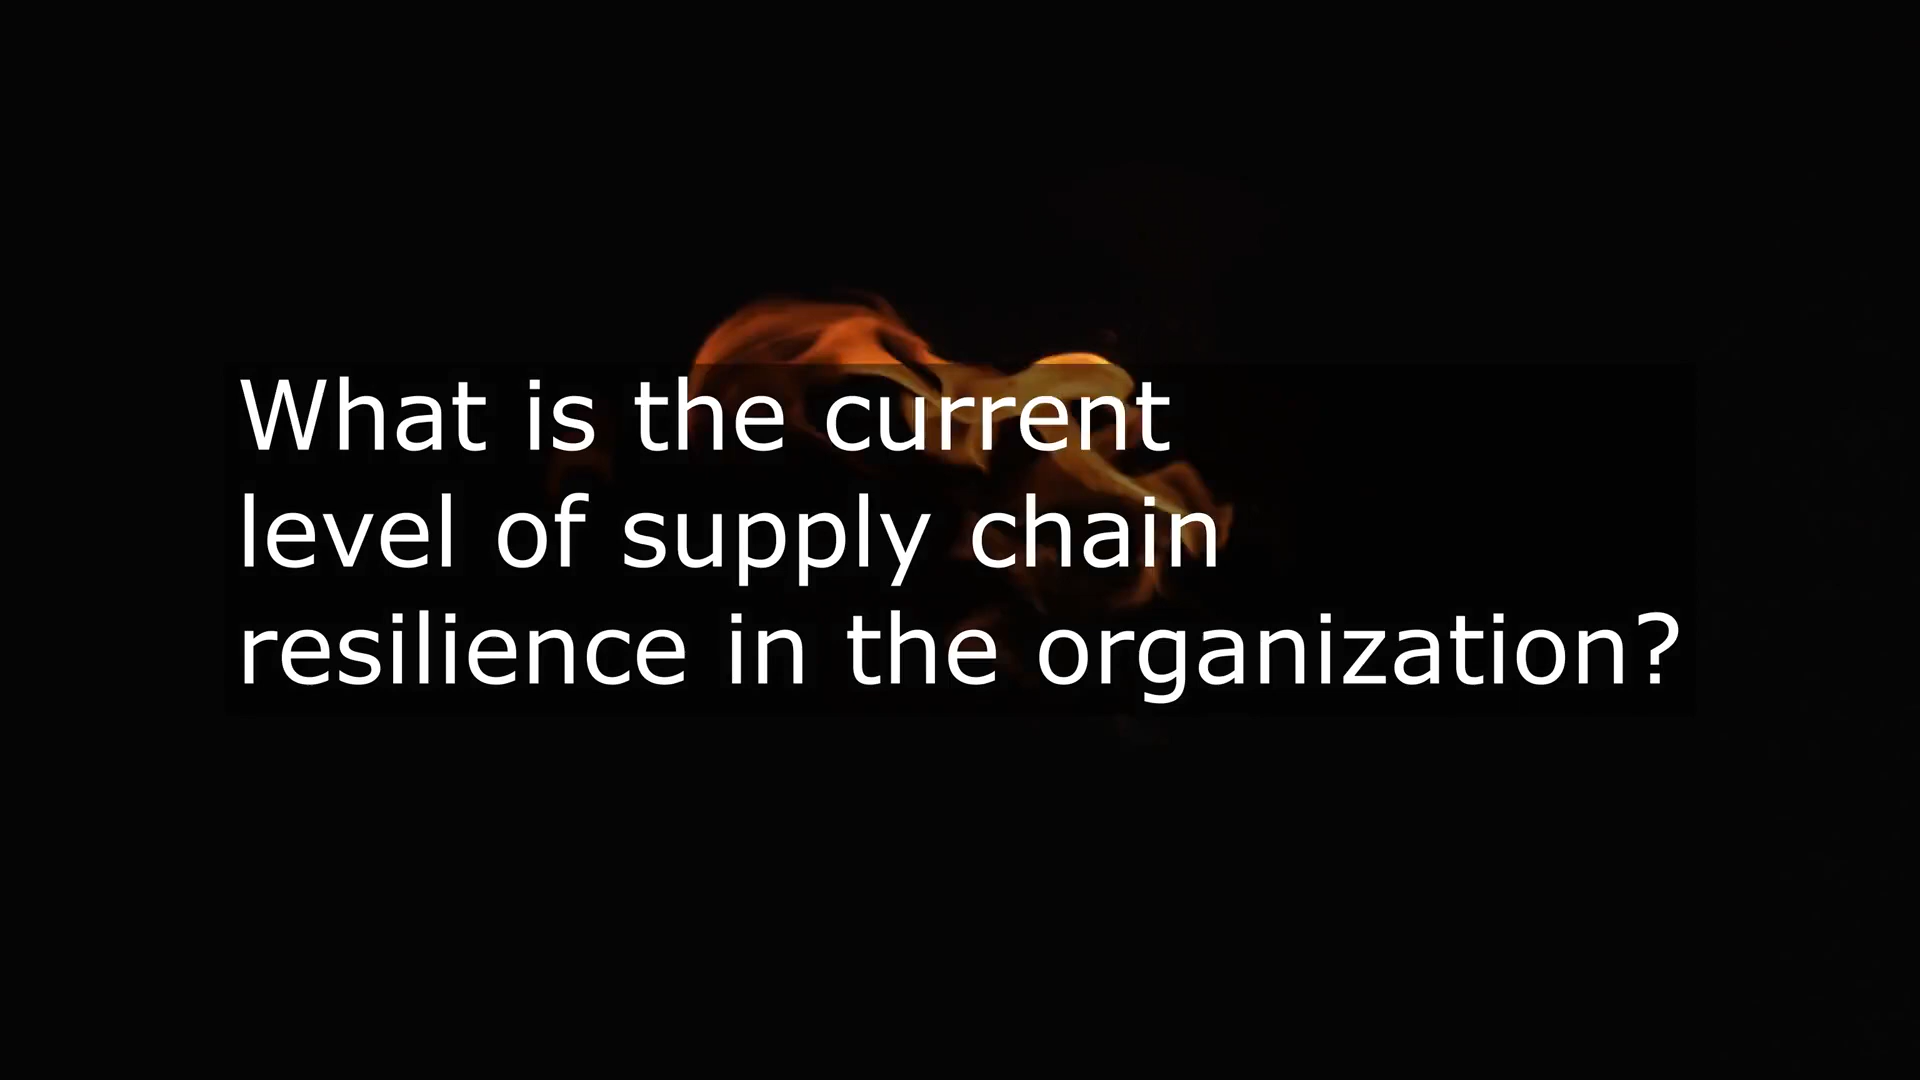 What is the current
level of supply chain
resilience in the organization?